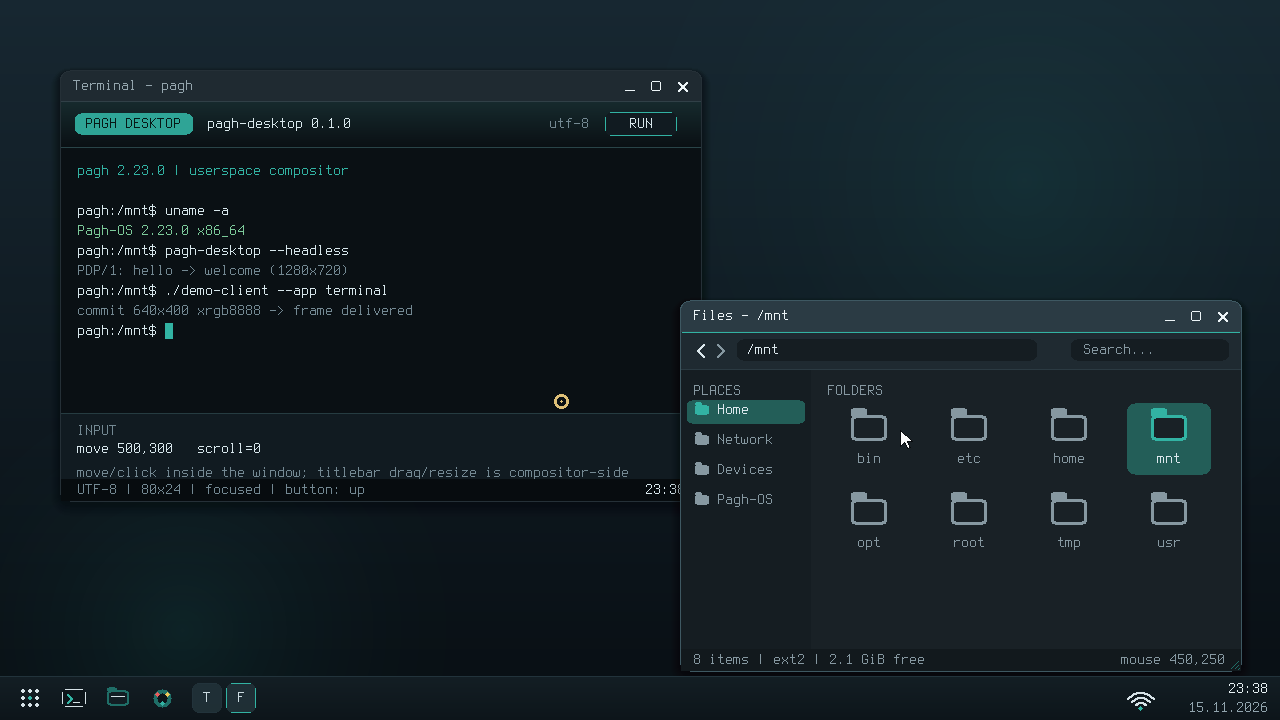 Terminal - pagh
PAGH DESKTOP pagh-desktop 0.1.0 utf-8 RUN
pagh 2.23.0 | userspace compositor
pagh:/mnt$ uname -a
Pagh-OS 2.23.0 x86_64
pagh:/mnt$ pagh-desktop --headless
PDP/1: hello -> welcome (1280x720)
pagh:/mnt$ ./demo-client --app terminal
commit 640x400 xrgb8888 -> frame delivered
pagh:/mnt$
INPUT
move 500,300 scroll=0
move/click inside the window; titlebar drag/resize is compositor-side
UTF-8 | 80x24 | focused | button: up 23:38
Files - /mnt
/mnt Search...
PLACES
Home
Network
Devices
Pagh-OS
FOLDERS
bin etc home mnt
opt root tmp usr
8 items | ext2 | 2.1 GiB free mouse 450,250
T F
23:38
15.11.2026